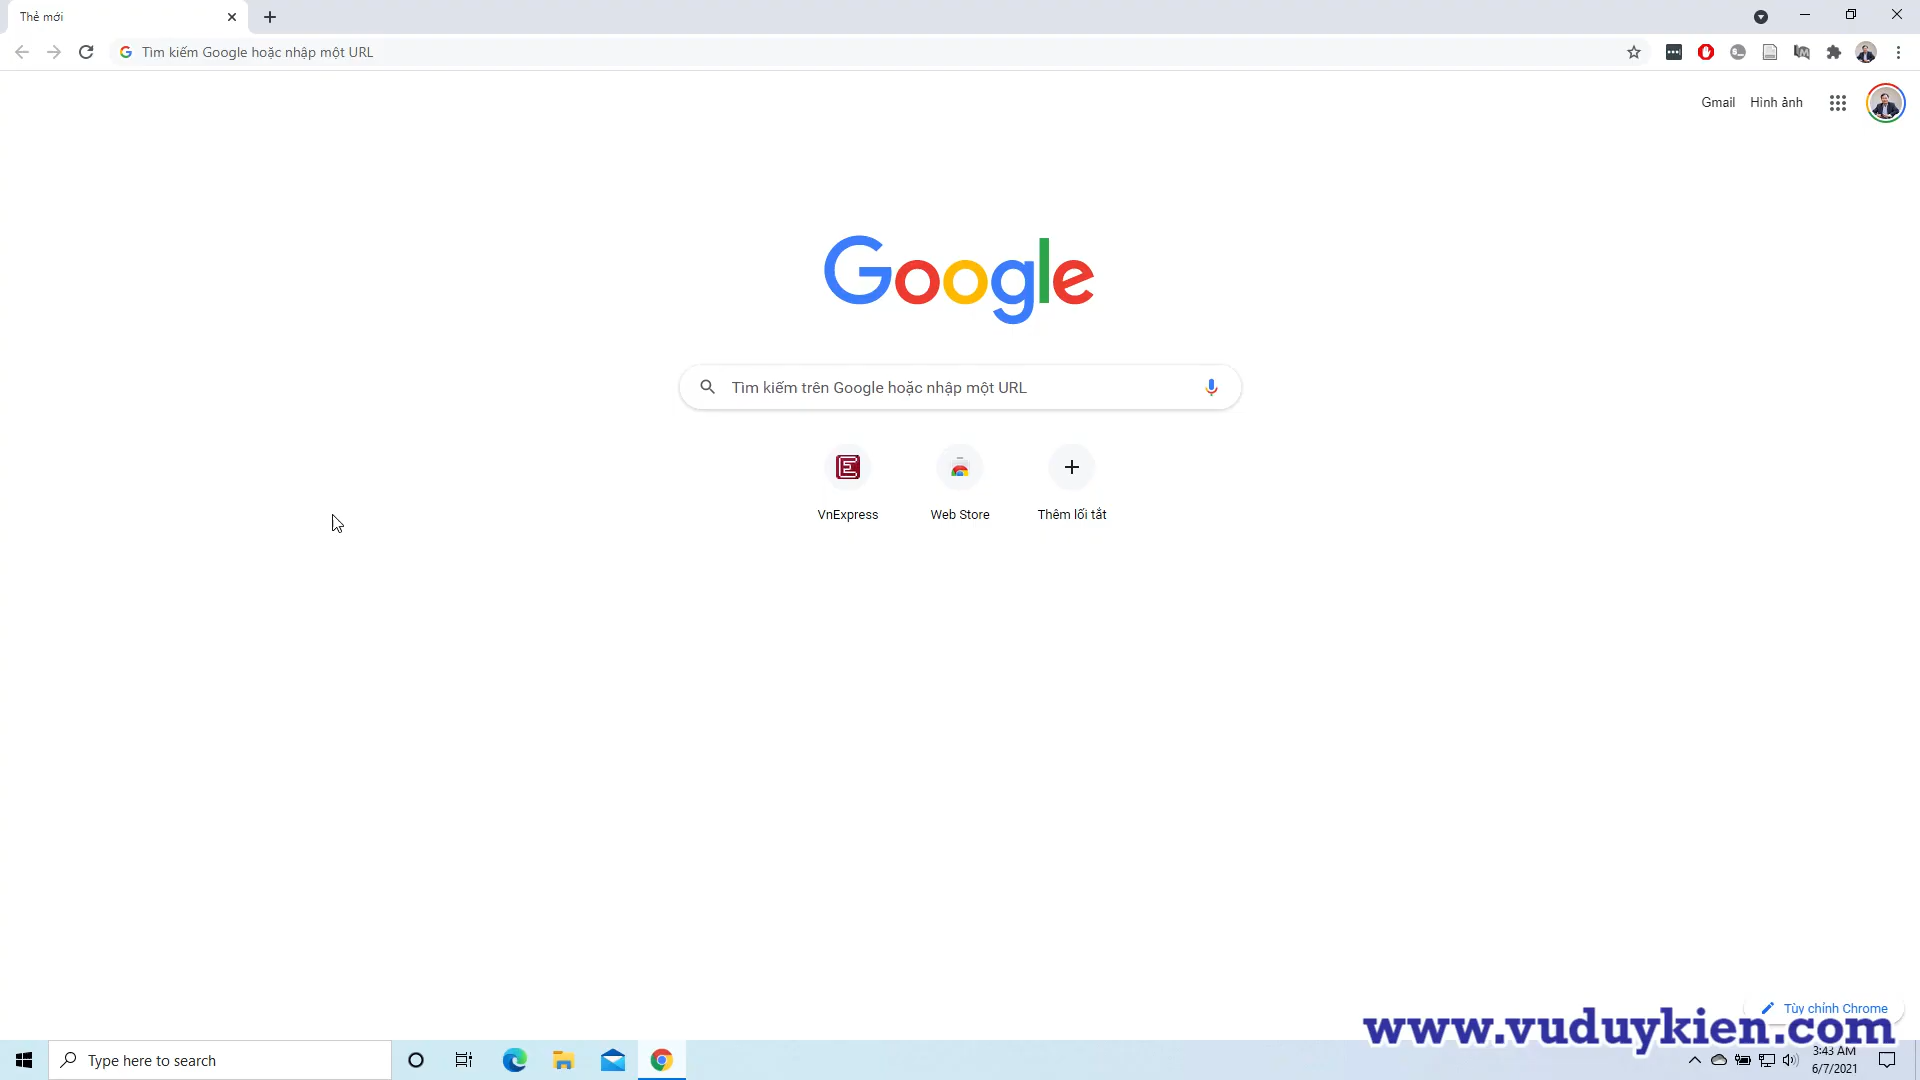 Thẻ mới
Tìm kiếm Google hoặc nhập một URL
Gmail
Hình ảnh
Google
Tìm kiếm trên Google hoặc nhập một URL
VnExpress
Web Store
Thêm lối tắt
Tùy chỉnh Chrome
www.vuduykien.com
Type here to search
3:43 AM
6/7/2021